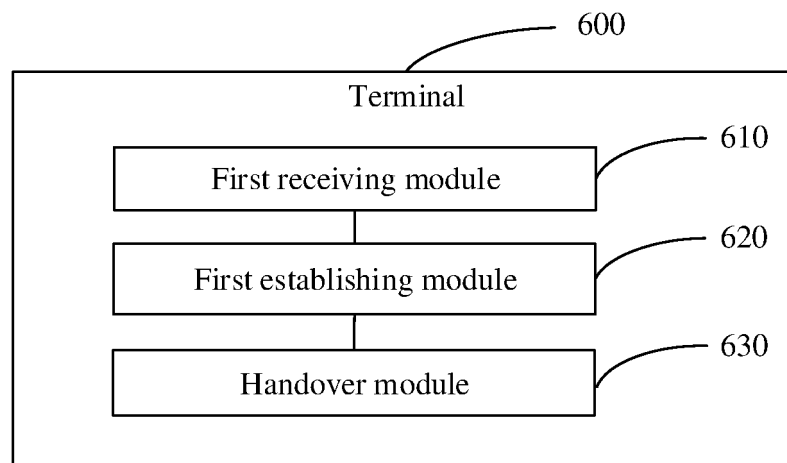 600
Terminal
610
First receiving module
620
First establishing module
630
Handover module